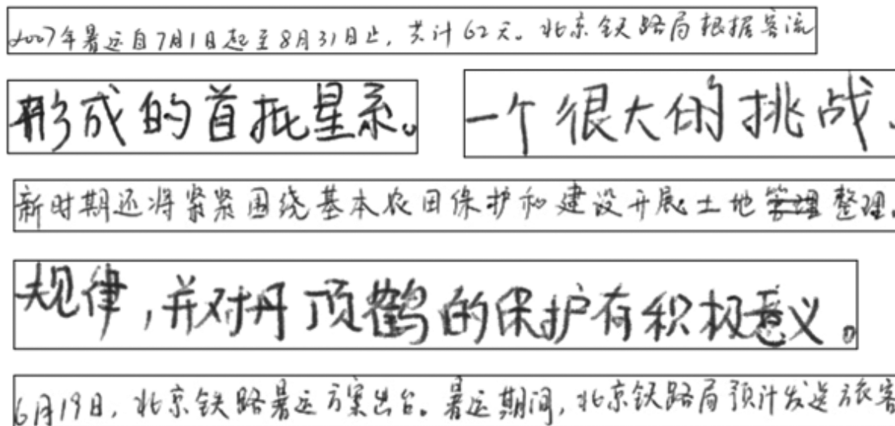 2007年暑运自7月1日起至8月31日止，共计62天。北京铁路局根据客流
形成的首批星系。
一个很大的挑战.
新时期还将紧紧围绕基本农田保护和建设开展土地管理整理。
规律，并对丹顶鹤的保护有积极意义。
6月19日，北京铁路暑运方案出台。暑运期间，北京铁路局预计发送旅客